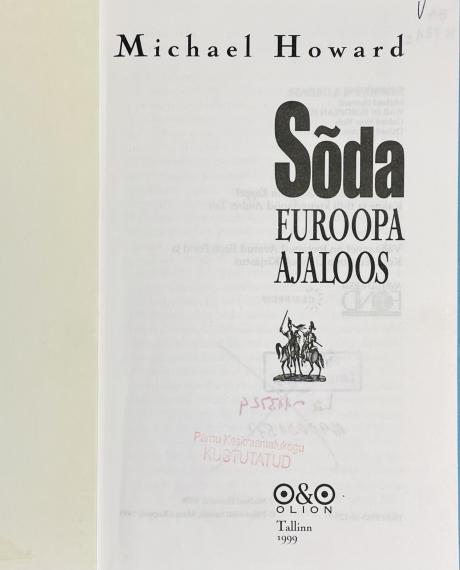 Michael Howard
Sõda
EUROOPA
AJALOOS
Pärnu Keskraamatukogu
KUSTUTATUD
O&O
OLION
Tallinn
1999